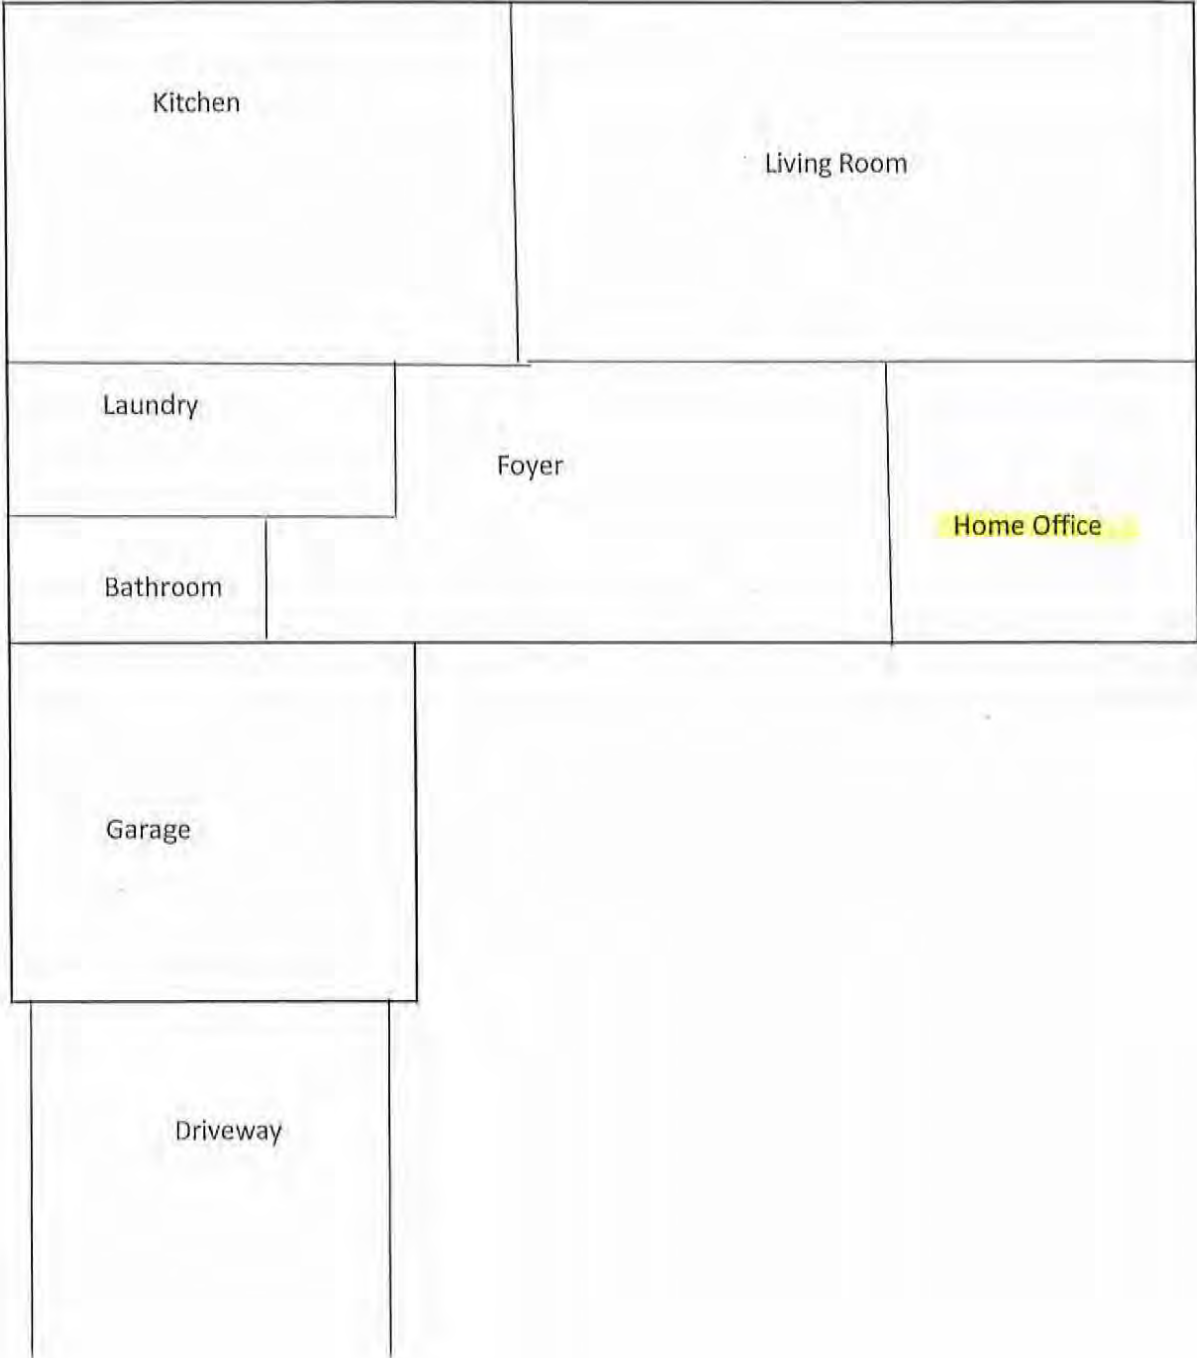 Kitchen
Living Room
Laundry
Foyer
Home Office
Bathroom
Garage
Driveway